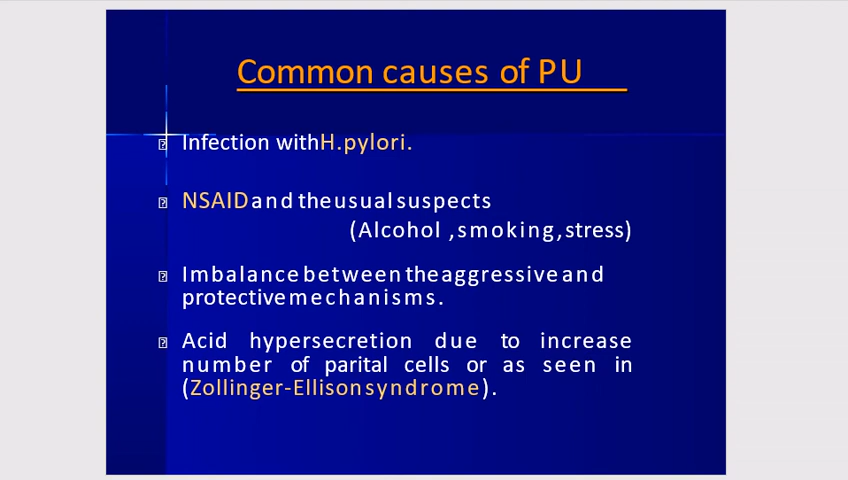 Common causes of PU
Infection with H.pylori.
NSAID and the usual suspects
(Alcohol ,smoking,stress)
Imbalance between the aggressive and
protective mechanisms.
Acid hypersecretion due to increase
number of parital cells or as seen in
(Zollinger-Ellison syndrome).